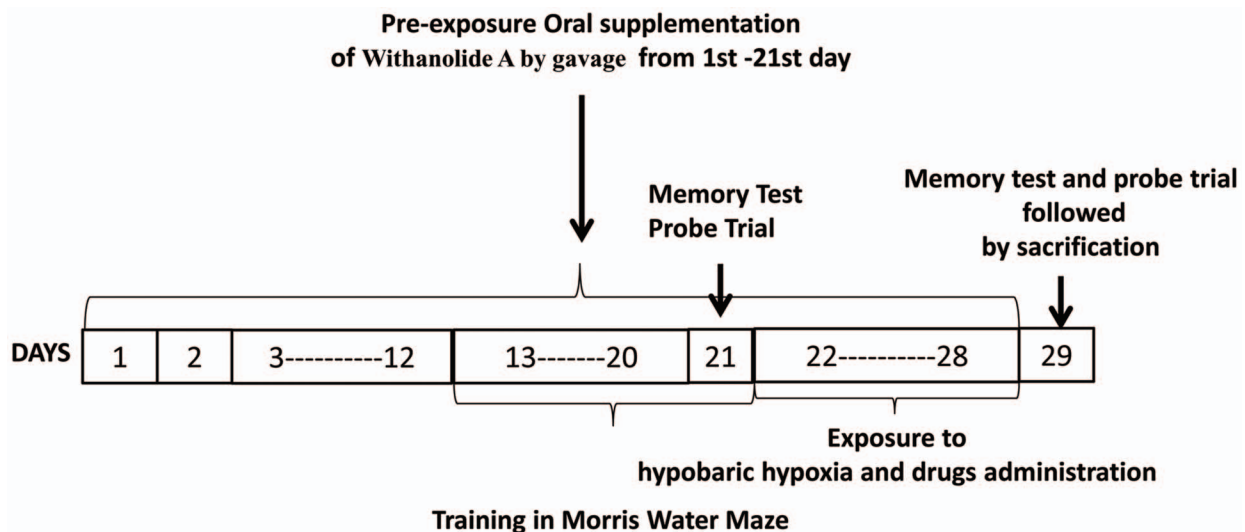 Pre-exposure Oral supplementation
of Withanolide A by gavage from 1st -21st day
Memory Test
Probe Trial
Memory test and probe trial
followed
by sacrification
DAYS 1 2 3----------12 13-------20 21 22----------28 29
Exposure to
hypobaric hypoxia and drugs administration
Training in Morris Water Maze